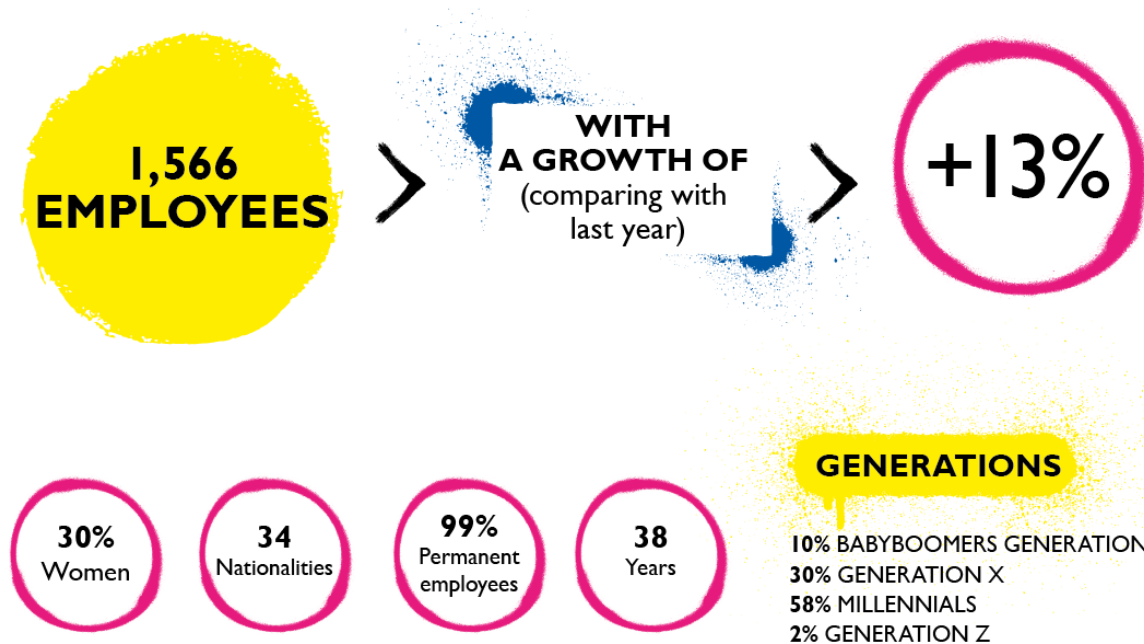 1,566
EMPLOYEES
WITH
A GROWTH OF
(comparing with
last year)
+13%
30%
Women
34
Nationalities
99%
Permanent
employees
38
Years
GENERATIONS
10% BABYBOOMERS GENERATION
30% GENERATION X
58% MILLENNIALS
2% GENERATION Z